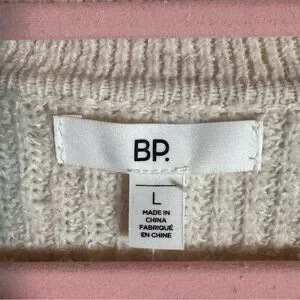 BP.
L
MADE IN
CHINA
FABRIQUÉ
EN CHINE